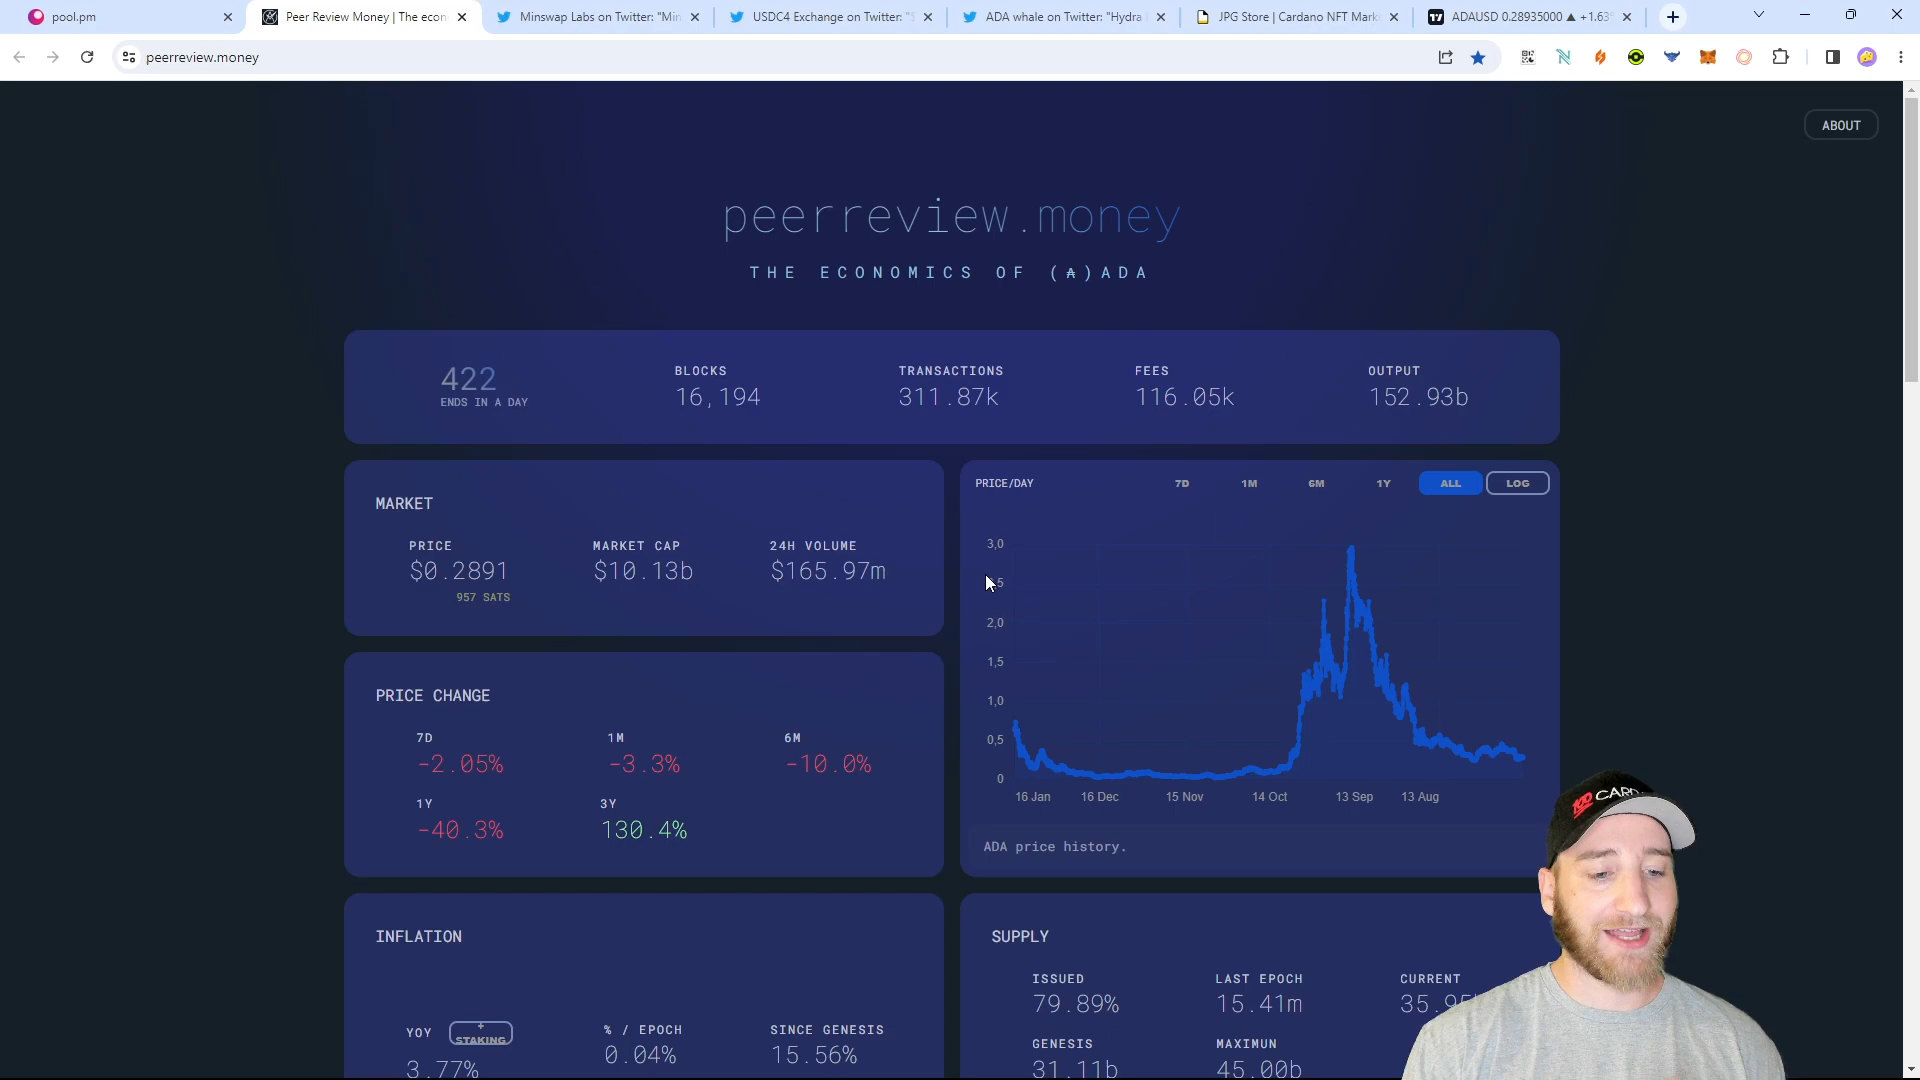 pool.pm
Peer Review Money | The econ
Minswap Labs on Twitter: "Min
USDC4 Exchange on Twitter: "S
ADA whale on Twitter: "Hydra
JPG Store | Cardano NFT Mark
ADAUSD 0.28935000 ▲ +1.63
peerreview.money
ABOUT
peerreview.money
THE ECONOMICS OF (₳)ADA
422
ENDS IN A DAY
BLOCKS
16,194
TRANSACTIONS
311.87k
FEES
116.05k
OUTPUT
152.93b
MARKET
PRICE
$0.2891
957 SATS
MARKET CAP
$10.13b
24H VOLUME
$165.97m
PRICE/DAY
7D
1M
6M
1Y
ALL
LOG
3,0
5
2,0
1,5
1,0
0,5
0
16 Jan
16 Dec
15 Nov
14 Oct
13 Sep
13 Aug
ADA price history.
PRICE CHANGE
7D
-2.05%
1M
-3.3%
6M
-10.0%
1Y
-40.3%
3Y
130.4%
INFLATION
YOY
+
STAKING
3.77%
% / EPOCH
0.04%
SINCE GENESIS
15.56%
SUPPLY
ISSUED
79.89%
LAST EPOCH
15.41m
CURRENT
35.95
GENESIS
31.11b
MAXIMUN
45.00b
100 CARD